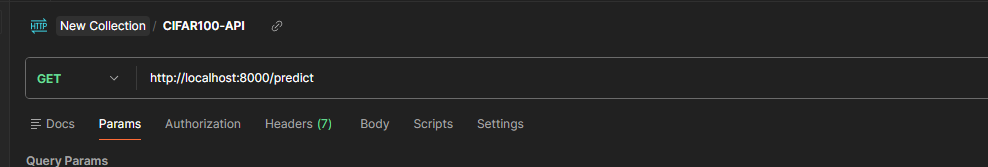 HTTP New Collection / CIFAR100-API
GET http://localhost:8000/predict
Docs Params Authorization Headers (7) Body Scripts Settings
Query Params